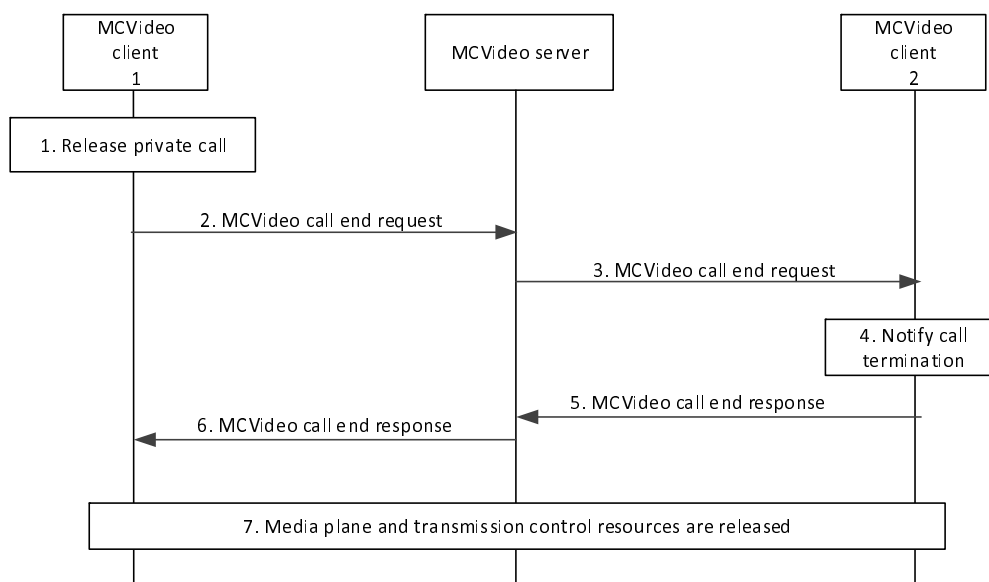 MCVideo
client
1
MCVideo server
MCVideo
client
2
1. Release private call
2. MCVideo call end request
3. MCVideo call end request
4. Notify call
termination
5. MCVideo call end response
6. MCVideo call end response
7. Media plane and transmission control resources are released